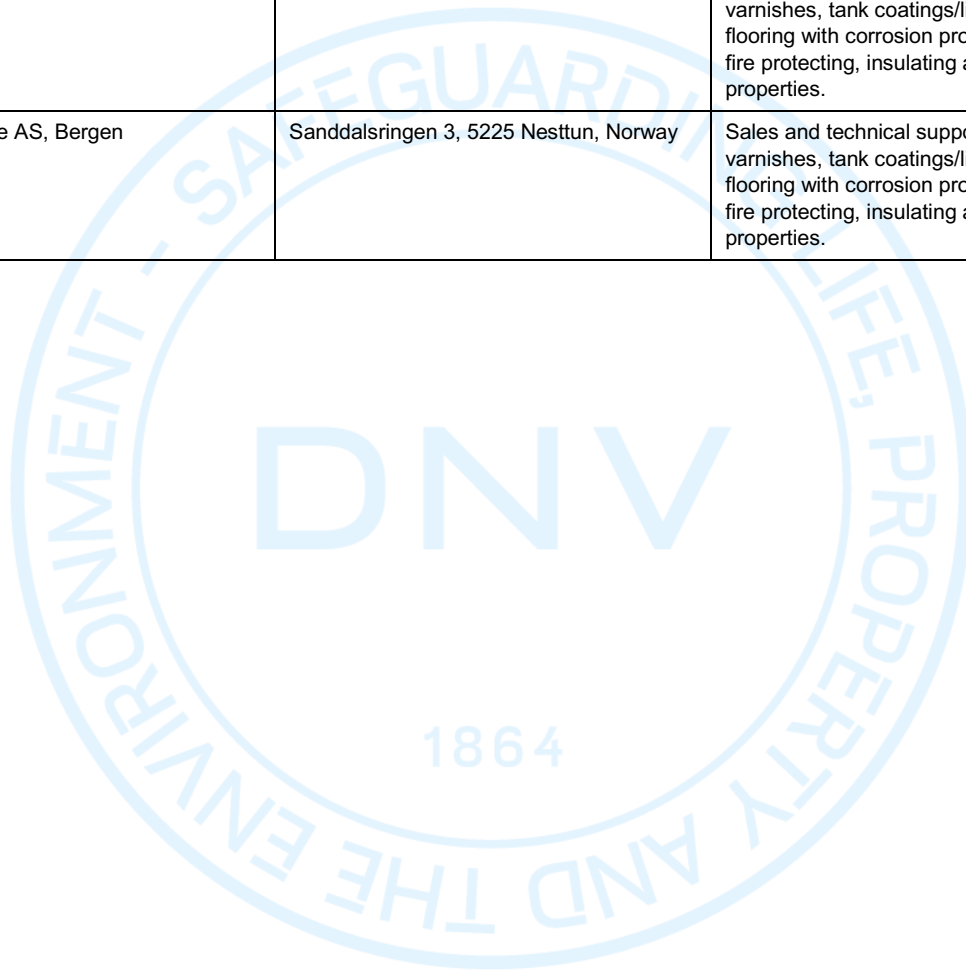 varnishes, tank coatings/l
flooring with corrosion pro
fire protecting, insulating a
properties.
e AS, Bergen
Sanddalsringen 3, 5225 Nesttun, Norway
Sales and technical suppo
varnishes, tank coatings/l
flooring with corrosion pro
fire protecting, insulating a
properties.
SAFEGUARDING LIFE, PROPERTY AND THE ENVIRONMENT -
DNV
1864